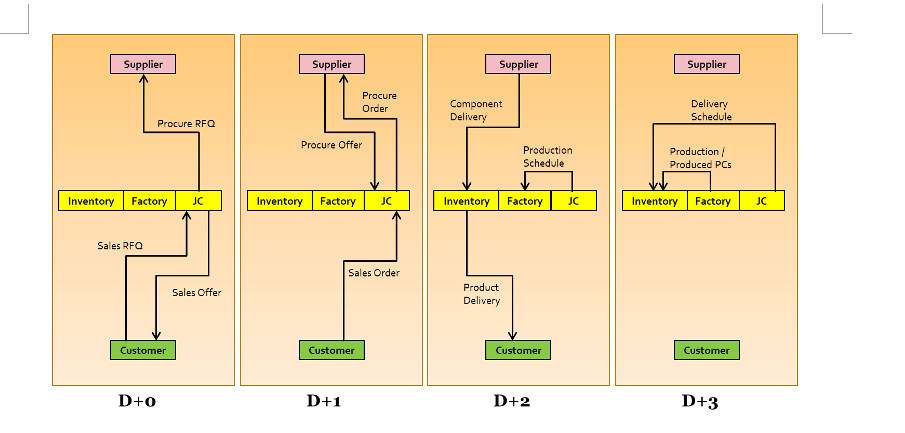 Supplier
Procure RFQ
Inventory
Factory
JC
Sales RFQ
Sales Offer
Customer
D+0
Supplier
Procure
Order
Procure Offer
Inventory
Factory
JC
Sales Order
Customer
D+1
Supplier
Component
Delivery
Production
Schedule
Inventory
Factory
JC
Product
Delivery
Customer
D+2
Supplier
Delivery
Schedule
Production /
Produced PCs
Inventory
Factory
JC
Customer
D+3